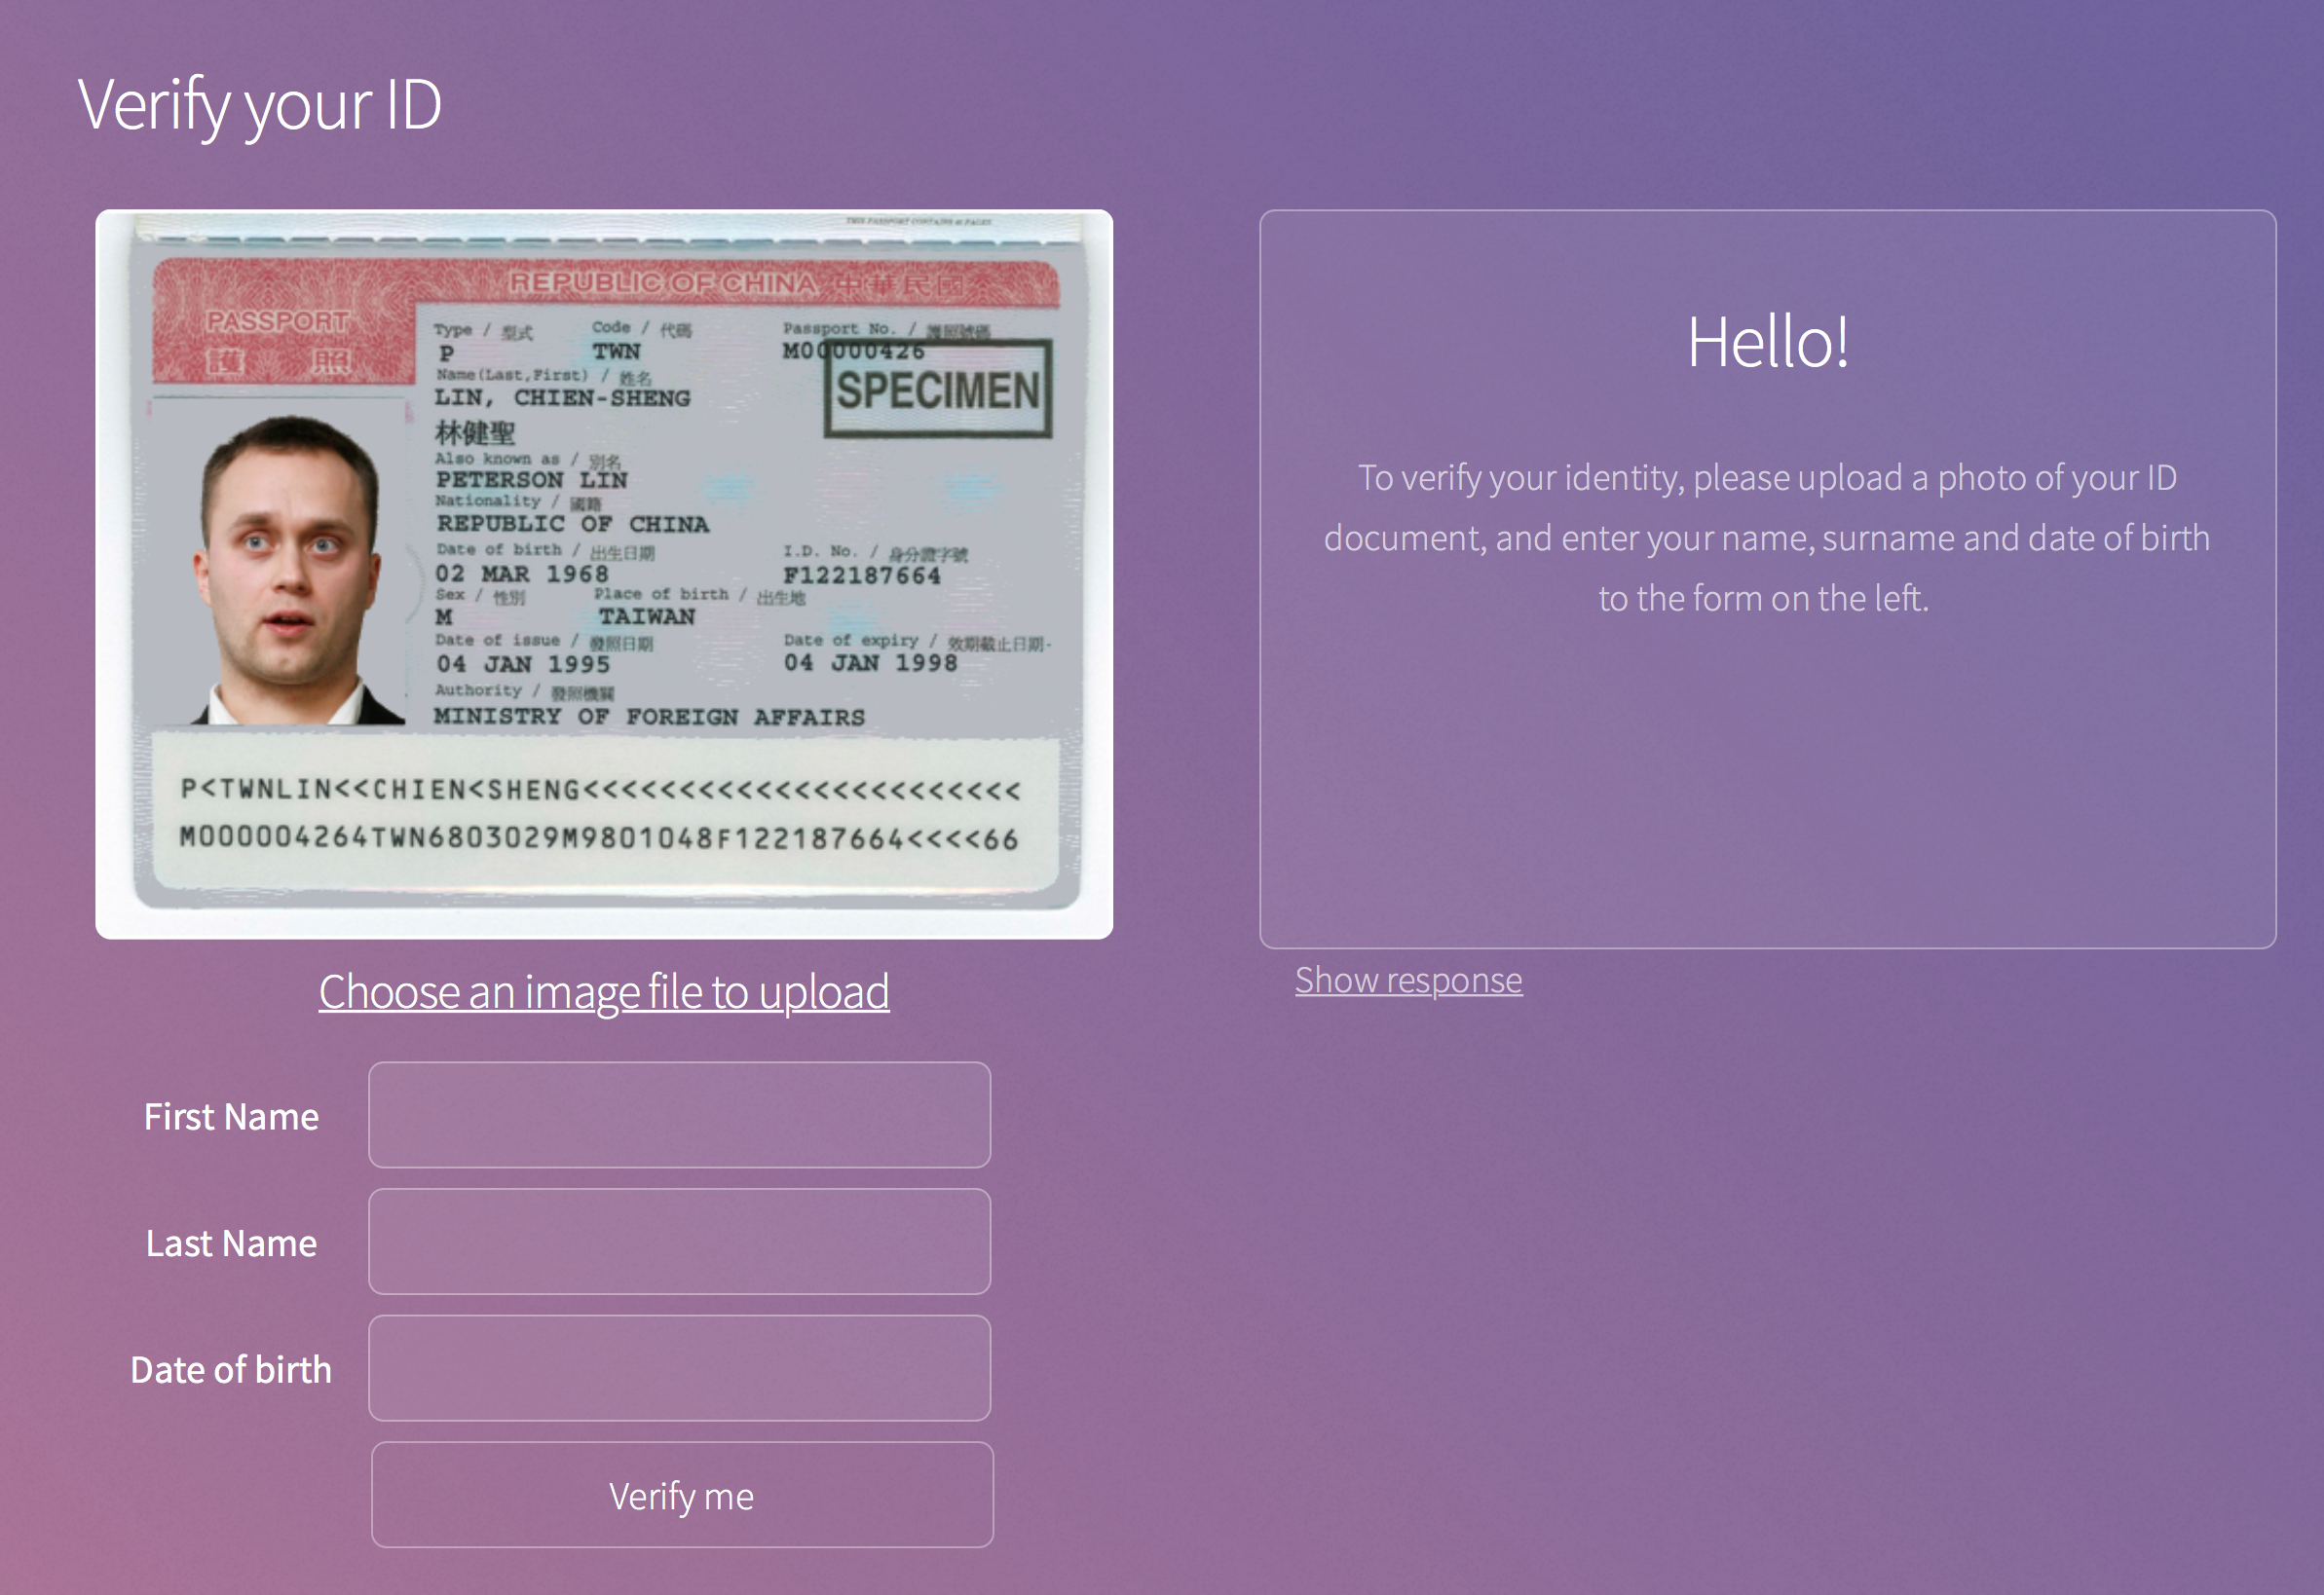 Verify your ID
THIS PASSPORT CONTAINS 48 PAGES
REPUBLIC OF CHINA 中華民國
PASSPORT
護照
Type / 型式 Code / 代碼 Passport No. / 護照號碼
P TWN M00000426
SPECIMEN
Name(Last,First) / 姓名
LIN, CHIEN-SHENG
林健聖
Also known as / 別名
PETERSON LIN
Nationality / 國籍
REPUBLIC OF CHINA
Date of birth / 出生日期 I.D. No. / 身分證字號
02 MAR 1968 F122187664
Sex / 性別 Place of birth / 出生地
M TAIWAN
Date of issue / 發照日期 Date of expiry / 效期截止日期
04 JAN 1995 04 JAN 1998
Authority / 發照機關
MINISTRY OF FOREIGN AFFAIRS
P<TWNLIN<<CHIEN<SHENG<<<<<<<<<<<<<<<<<<<<<<<
M000004264TWN6803029M9801048F122187664<<<<66
Choose an image file to upload
First Name
Last Name
Date of birth
Verify me
Hello!
To verify your identity, please upload a photo of your ID
document, and enter your name, surname and date of birth
to the form on the left.
Show response